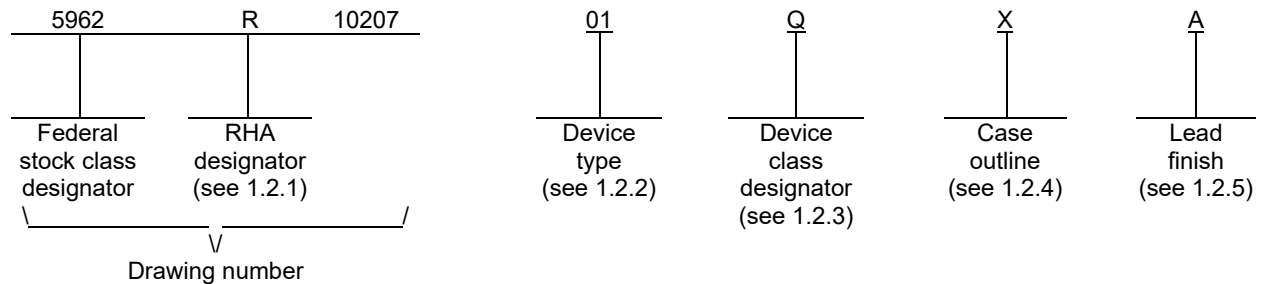 5962 R 10207 01 Q X A
Federal stock class designator
RHA designator (see 1.2.1)
Device type (see 1.2.2)
Device class designator (see 1.2.3)
Case outline (see 1.2.4)
Lead finish (see 1.2.5)
Drawing number